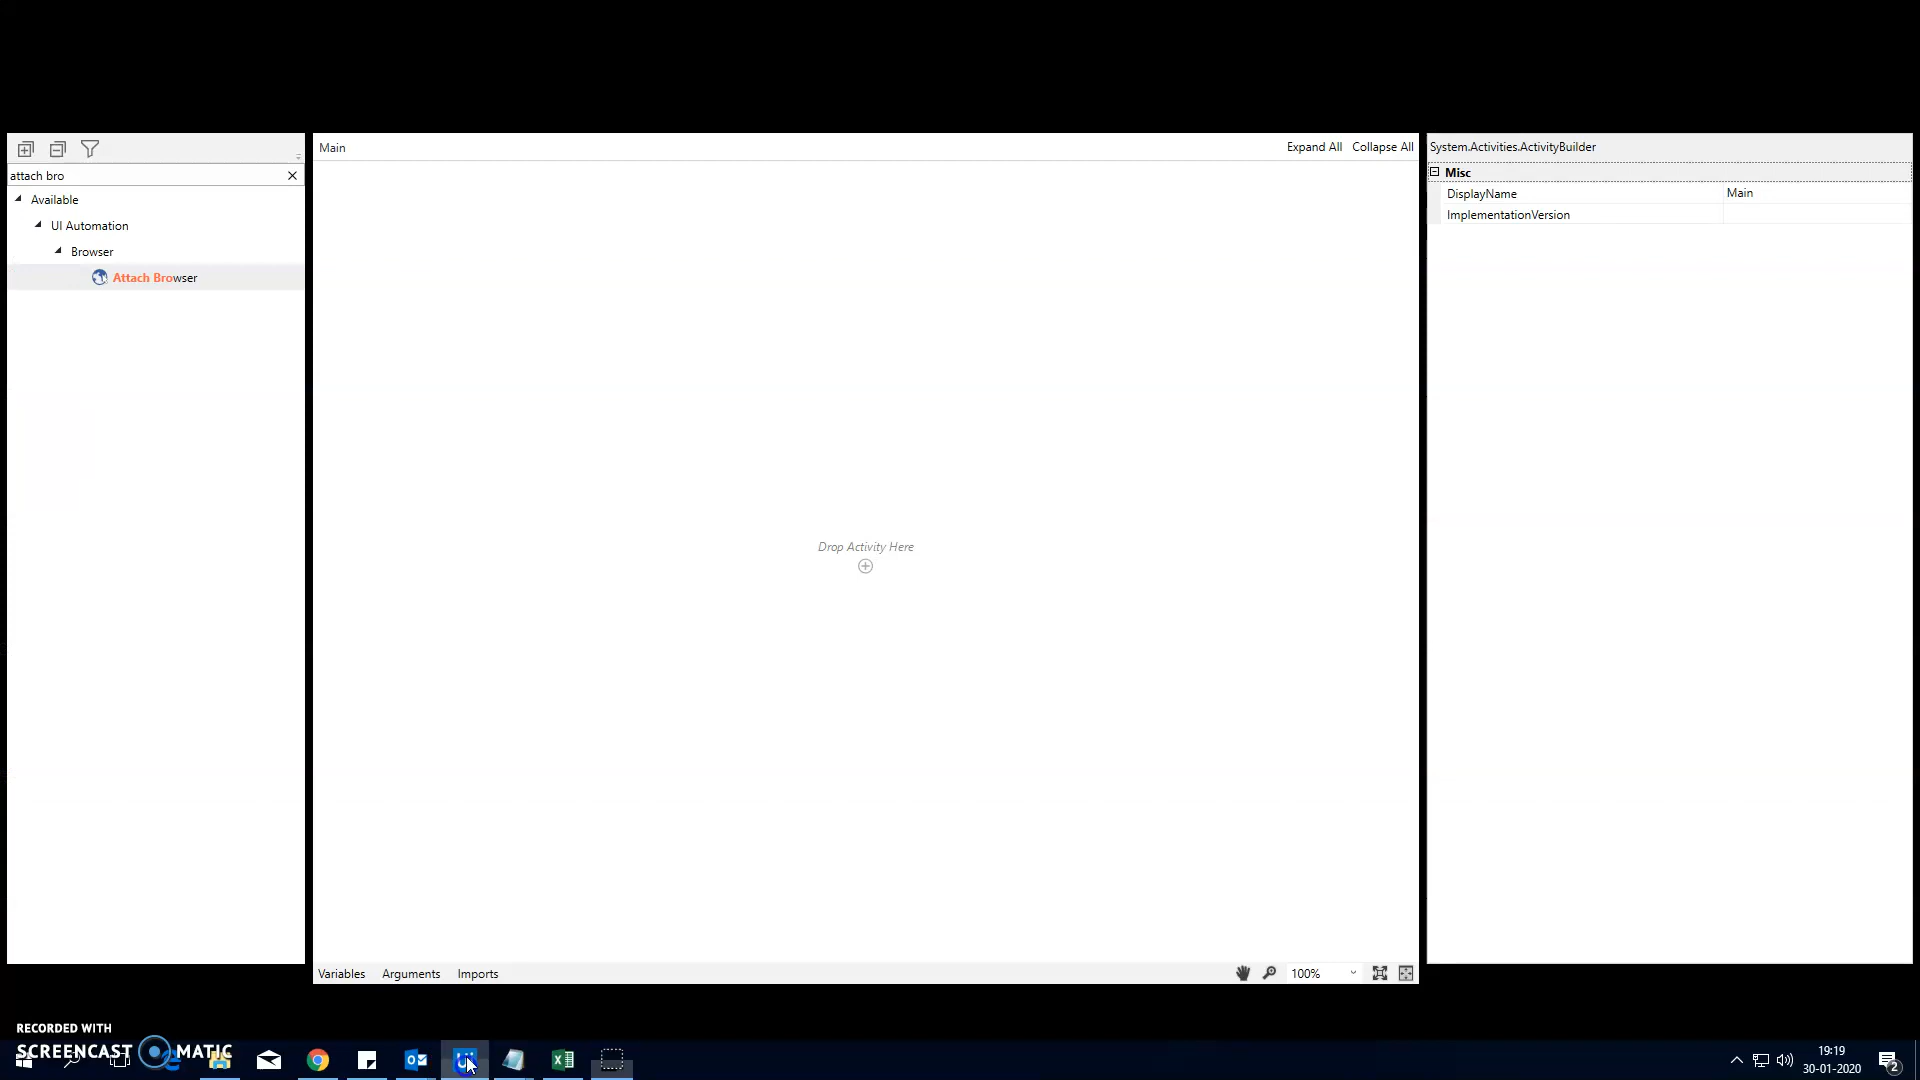 Main
Expand All Collapse All
System.Activities.ActivityBuilder
attach bro
Available
UI Automation
Browser
Attach Browser
Misc
DisplayName Main
ImplementationVersion
Drop Activity Here
Variables Arguments Imports
100%
RECORDED WITH
SCREENCAST MATIC
19:19
30-01-2020
2